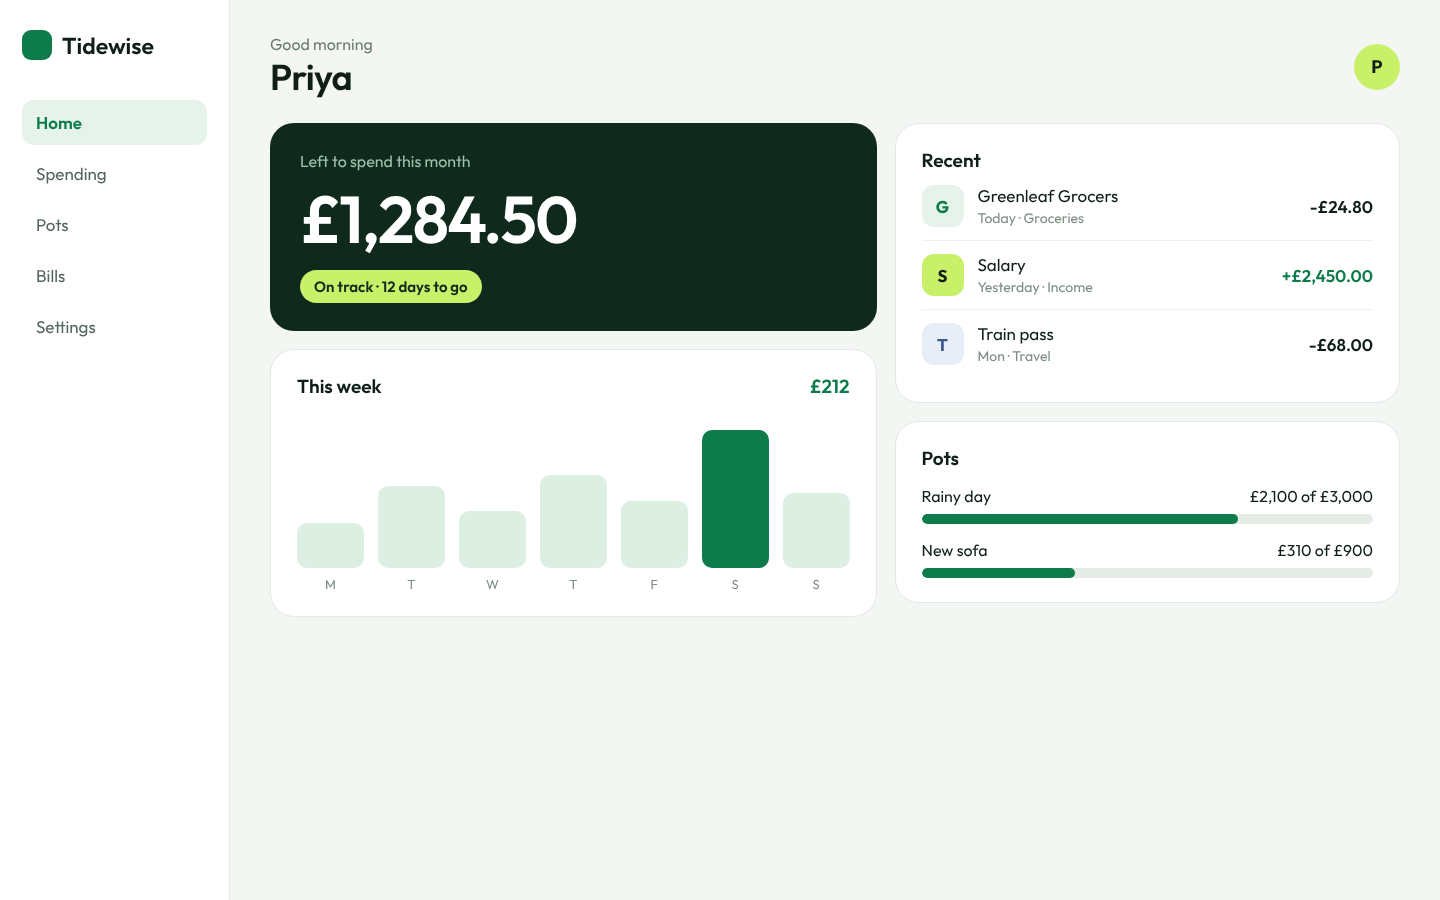 Tidewise
Home
Spending
Pots
Bills
Settings
Good morning
Priya
P
Left to spend this month
£1,284.50
On track · 12 days to go
This week
£212
M T W T F S S
Recent
G
Greenleaf Grocers
Today · Groceries
-£24.80
S
Salary
Yesterday · Income
+£2,450.00
T
Train pass
Mon · Travel
-£68.00
Pots
Rainy day
£2,100 of £3,000
New sofa
£310 of £900